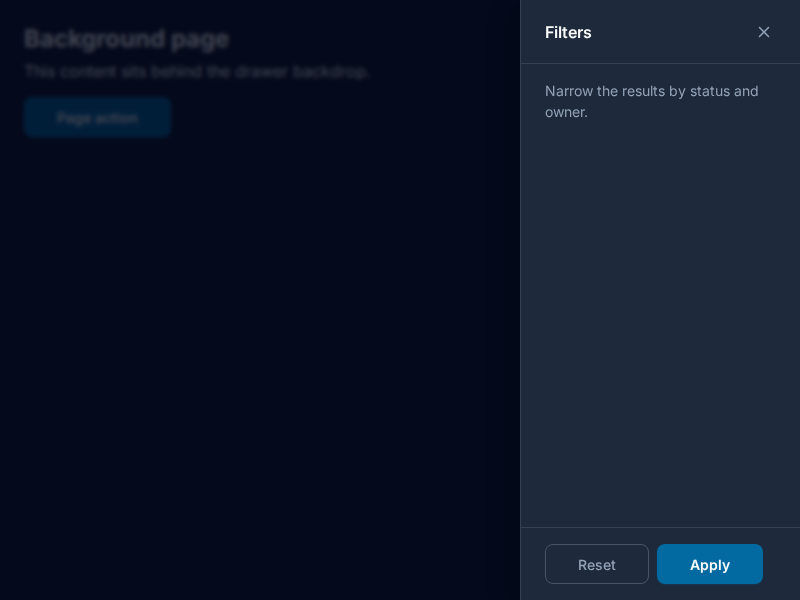 Background page
This content sits behind the drawer backdrop.
Page action
Filters
Narrow the results by status and
owner.
Reset
Apply